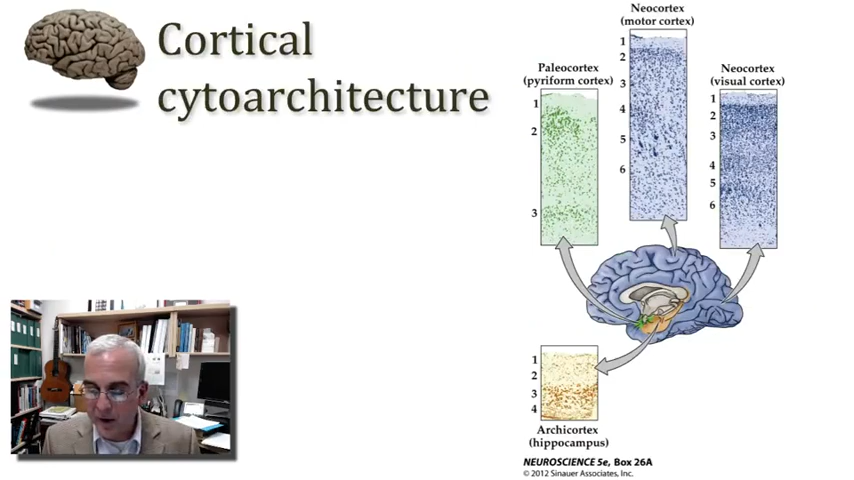 Cortical
cytoarchitecture
Neocortex
(motor cortex)
1
2
3
4
5
6
Paleocortex
(pyriform cortex)
1
2
3
Neocortex
(visual cortex)
1
2
3
4
5
6
1
2
3
4
Archicortex
(hippocampus)
NEUROSCIENCE 5e, Box 26A
© 2012 Sinauer Associates, Inc.